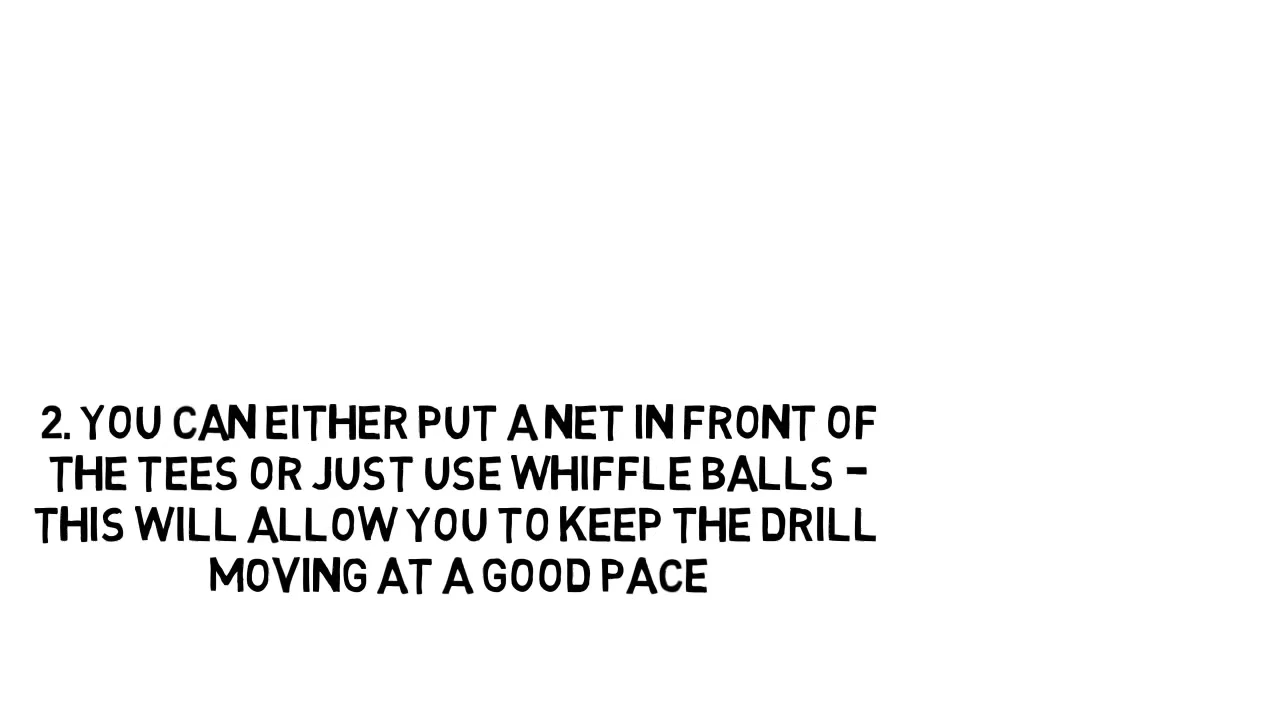 2. YOU CAN EITHER PUT A NET IN FRONT OF
THE TEES OR JUST USE WHIFFLE BALLS -
THIS WILL ALLOW YOU TO KEEP THE DRILL
MOVING AT A GOOD PACE